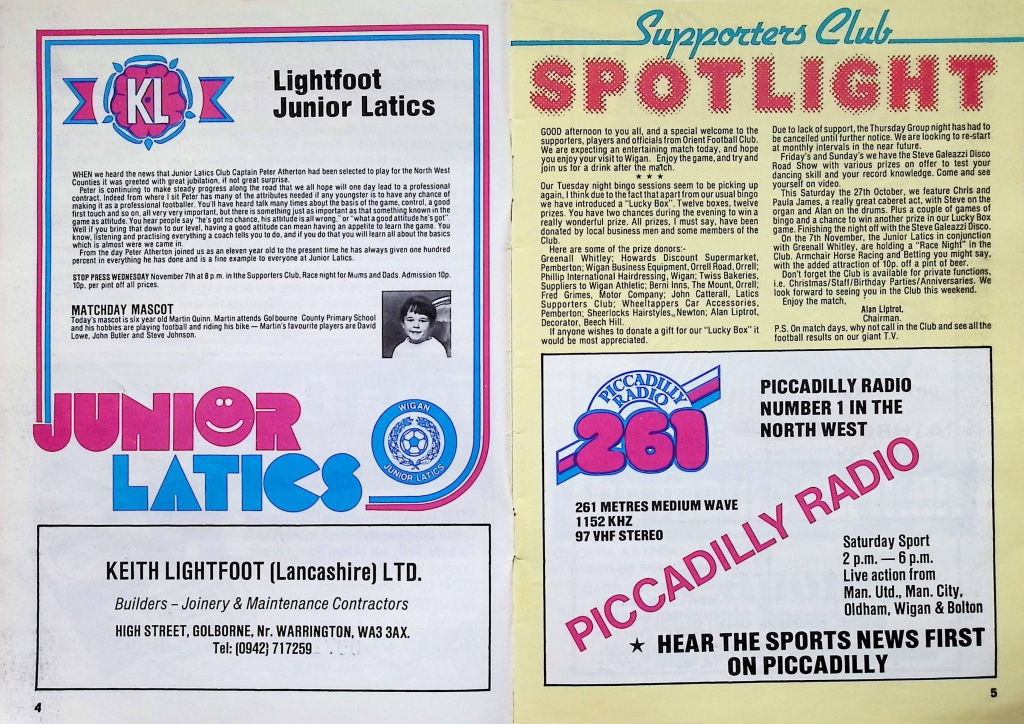 KL
Lightfoot
Junior Latics
WHEN we heard the news that Junior Latics Club Captain Peter Atherton had been selected to play for the North West
Counties it was greeted with great jubilation, if not great surprise.
Peter is continuing to make steady progress along the road that we all hope will one day lead to a professional
contract. Indeed from where I sit Peter has many of the attributes needed if any youngster is to have any chance of
making it as a professional footballer. You'll have heard talk many times about the basis of the game, control, a good
first touch and so on, all very very important, but there is something just as important as that something known in the
game as attitude. You hear people say "he's got no chance, his attitude is all wrong," or "what a good attitude he's got".
Well if you bring that down to our level, having a good attitude can mean having an appetite to learn the game. You
know, listening and practising everything a coach tells you to do, and if you do that you will learn all about the basics
which is almost were we came in.
From the day Peter Atherton joined us as an eleven year old to the present time he has always given one hundred
percent in everything he has done and is a fine example to everyone at Junior Latics.
STOP PRESS WEDNESDAY November 7th at 8 p.m. in the Supporters Club, Race night for Mums and Dads. Admission 10p.
10p. per pint off all prices.
MATCHDAY MASCOT
Today's mascot is six year old Martin Quinn. Martin attends Golbourne County Primary School
and his hobbies are playing football and riding his bike — Martin's favourite players are David
Lowe, John Butler and Steve Johnson.
JUNIOR
LATICS
WIGAN
JUNIOR LATICS
KEITH LIGHTFOOT (Lancashire) LTD.
Builders – Joinery & Maintenance Contractors
HIGH STREET, GOLBORNE, Nr. WARRINGTON, WA3 3AX.
Tel: (0942) 717259
4
Supporters Club
SPOTLIGHT
GOOD afternoon to you all, and a special welcome to the
supporters, players and officials from Orient Football Club.
We are expecting an entertaining match today, and hope
you enjoy your visit to Wigan. Enjoy the game, and try and
join us for a drink after the match.
★ ★ ★
Our Tuesday night bingo sessions seem to be picking up
again, I think due to the fact that apart from our usual bingo
we have introduced a "Lucky Box". Twelve boxes, twelve
prizes. You have two chances during the evening to win a
really wonderful prize. All prizes, I must say, have been
donated by local business men and some members of the
Club.
Here are some of the prize donors:-
Greenall Whitley; Howards Discount Supermarket,
Pemberton; Wigan Business Equipment, Orrell Road, Orrell;
Phillip International Hairdressing, Wigan; Twiss Bakeries,
Suppliers to Wigan Athletic; Berni Inns, The Mount, Orrell;
Fred Grimes, Motor Company; John Catterall, Latics
Supporters Club; Wheeltappers Car Accessories,
Pemberton; Sheerlocks Hairstyles, Newton; Alan Liptrot,
Decorator, Beech Hill.
If anyone wishes to donate a gift for our "Lucky Box" it
would be most appreciated.
Due to lack of support, the Thursday Group night has had to
be cancelled until further notice. We are looking to re-start
at monthly intervals in the near future.
Friday's and Sunday's we have the Steve Galeazzi Disco
Road Show with various prizes on offer to test your
dancing skill and your record knowledge. Come and see
yourself on video.
This Saturday the 27th October, we feature Chris and
Paula James, a really great caberet act, with Steve on the
organ and Alan on the drums. Plus a couple of games of
bingo and a chance to win another prize in our Lucky Box
game. Finishing the night off with the Steve Galeazzi Disco.
On the 7th November, the Junior Latics in conjunction
with Greenall Whitley, are holding a "Race Night" in the
Club. Armchair Horse Racing and Betting you might say,
with the added attraction of 10p. off a pint of beer.
Don't forget the Club is available for private functions,
i.e. Christmas/Staff/Birthday Parties/Anniversaries. We
look forward to seeing you in the Club this weekend.
Enjoy the match,
Alan Liptrot,
Chairman.
P.S. On match days, why not call in the Club and see all the
football results on our giant T.V.
PICCADILLY
RADIO
261
PICCADILLY RADIO
NUMBER 1 IN THE
NORTH WEST
261 METRES MEDIUM WAVE
1152 KHZ
97 VHF STEREO
PICCADILLY RADIO
Saturday Sport
2 p.m. — 6 p.m.
Live action from
Man. Utd., Man. City,
Oldham, Wigan & Bolton
★ HEAR THE SPORTS NEWS FIRST
ON PICCADILLY
5